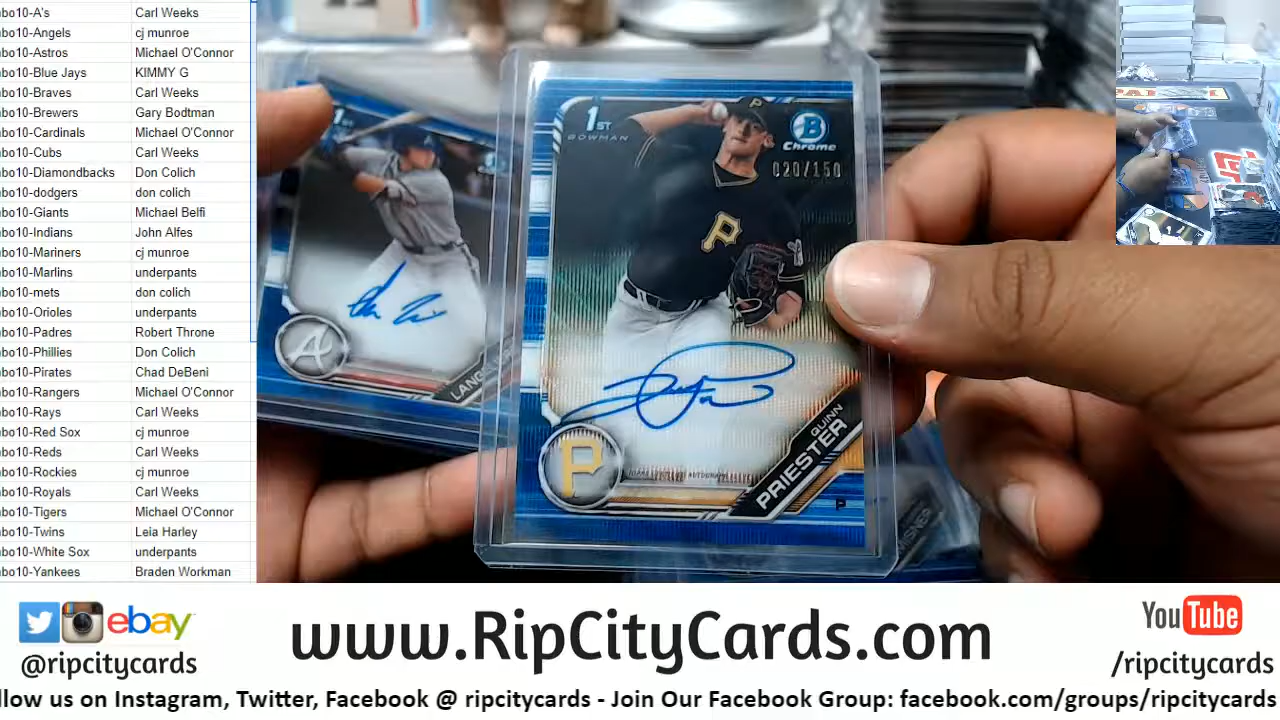 bo10-A's Carl Weeks
bo10-Angels cj munroe
bo10-Astros Michael O'Connor
bo10-Blue Jays KIMMY G
bo10-Braves Carl Weeks
bo10-Brewers Gary Bodtman
bo10-Cardinals Michael O'Connor
bo10-Cubs Carl Weeks
bo10-Diamondbacks Don Colich
bo10-dodgers don colich
bo10-Giants Michael Belfi
bo10-Indians John Alfes
bo10-Mariners cj munroe
bo10-Marlins underpants
bo10-mets don colich
bo10-Orioles underpants
bo10-Padres Robert Throne
bo10-Phillies Don Colich
bo10-Pirates Chad DeBeni
bo10-Rangers Michael O'Connor
bo10-Rays Carl Weeks
bo10-Red Sox cj munroe
bo10-Reds Carl Weeks
bo10-Rockies cj munroe
bo10-Royals Carl Weeks
bo10-Tigers Michael O'Connor
bo10-Twins Leia Harley
bo10-White Sox underpants
bo10-Yankees Braden Workman
1ST
A
LANG
1ST
BOWMAN
P
B
Chrome
020/150
P
P
QUINN
PRIESTER
P
ebay
@ripcitycards
www.RipCityCards.com
YouTube
/ripcitycards
llow us on Instagram, Twitter, Facebook @ ripcitycards - Join Our Facebook Group: facebook.com/groups/ripcitycards